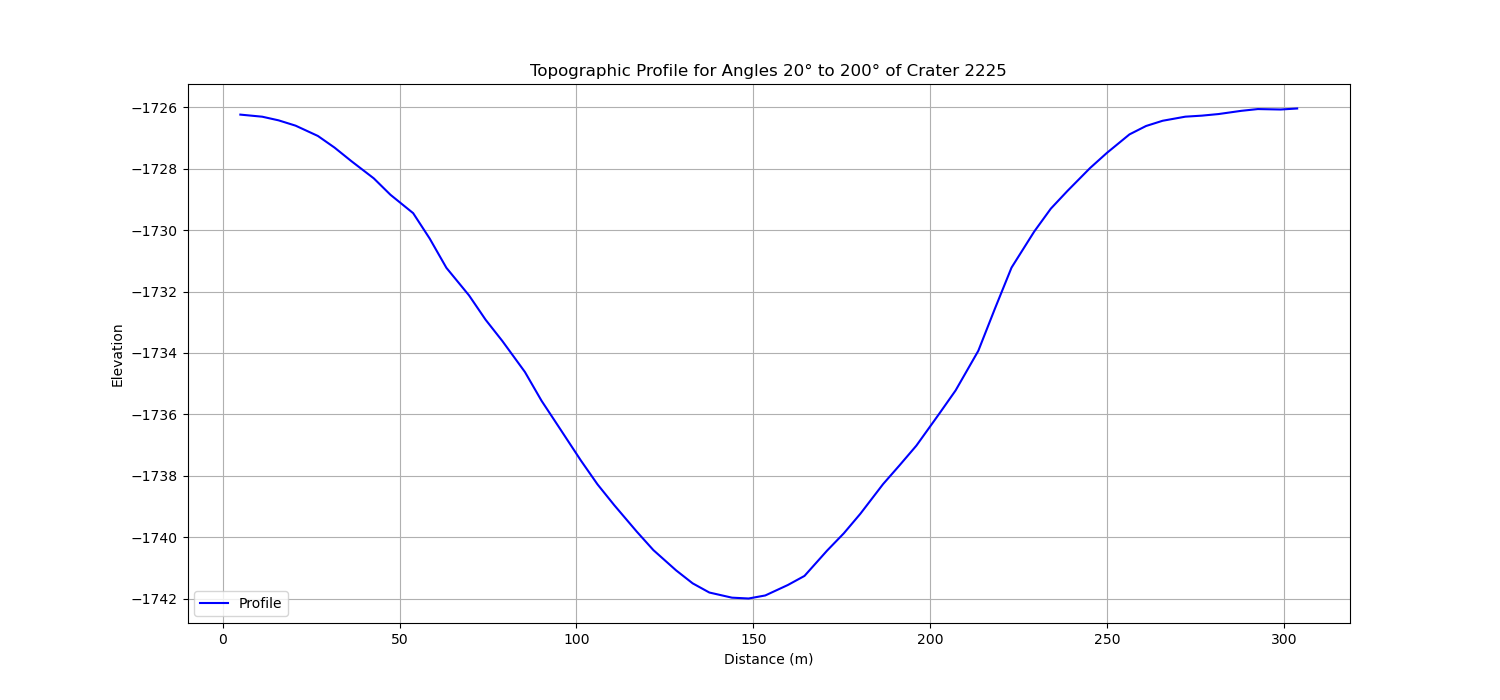 Topographic Profile for Angles 20° to 200° of Crater 2225
Elevation
−1726
−1728
−1730
−1732
−1734
−1736
−1738
−1740
−1742
Profile
0 50 100 150 200 250 300
Distance (m)